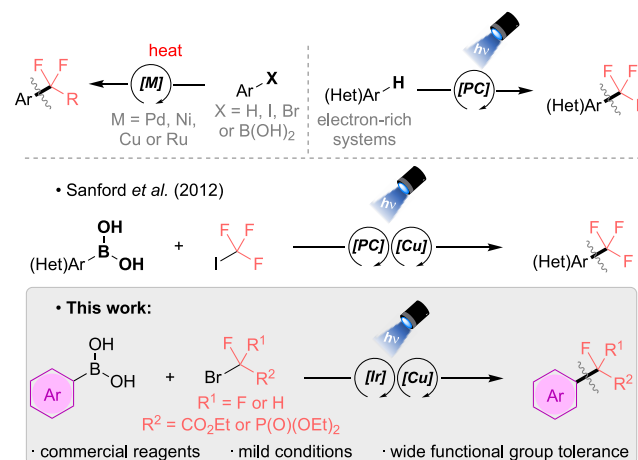 heat
F F
Ar R
[M]
Ar X
M = Pd, Ni,
Cu or Ru
X = H, I, Br
or B(OH)2
hν
(Het)Ar H
electron-rich
systems
[PC]
F F
(Het)Ar
• Sanford et al. (2012)
hν
OH
B
(Het)Ar OH
+
F
F
I F
[PC] [Cu]
F F
(Het)Ar F
• This work:
hν
OH
B
OH
Ar
+
F R1
Br R2
R1 = F or H
R2 = CO2Et or P(O)(OEt)2
[Ir] [Cu]
F R1
R2
Ar
· commercial reagents · mild conditions · wide functional group tolerance